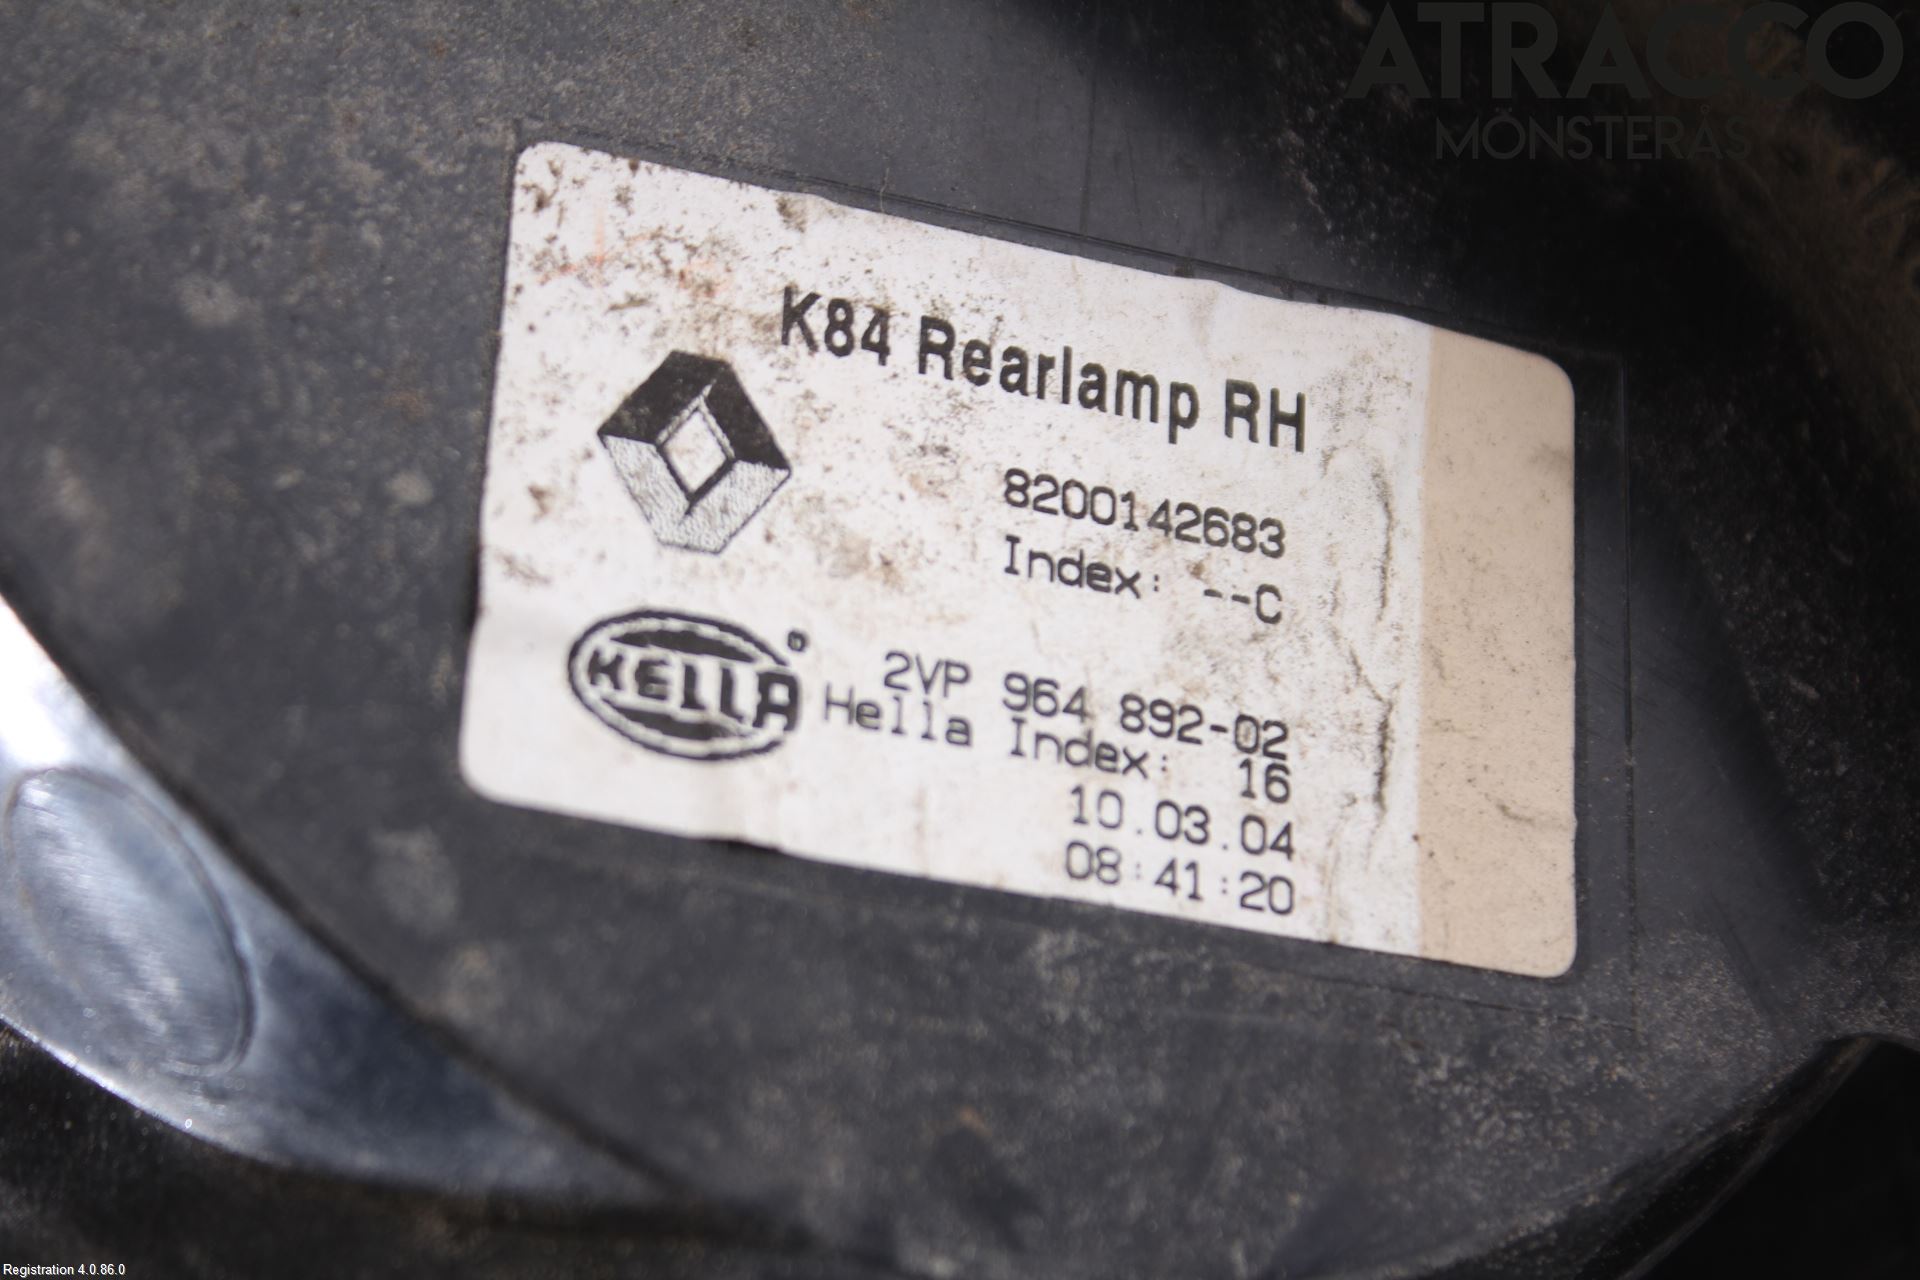 ATRACCO
MÖNSTERÅS
K84 Rearlamp RH
8200142683
Index: --C
HELLA®
2VP 964 892-02
Hella Index: 16
10.03.04
08:41:20
Registration 4.0.86.0